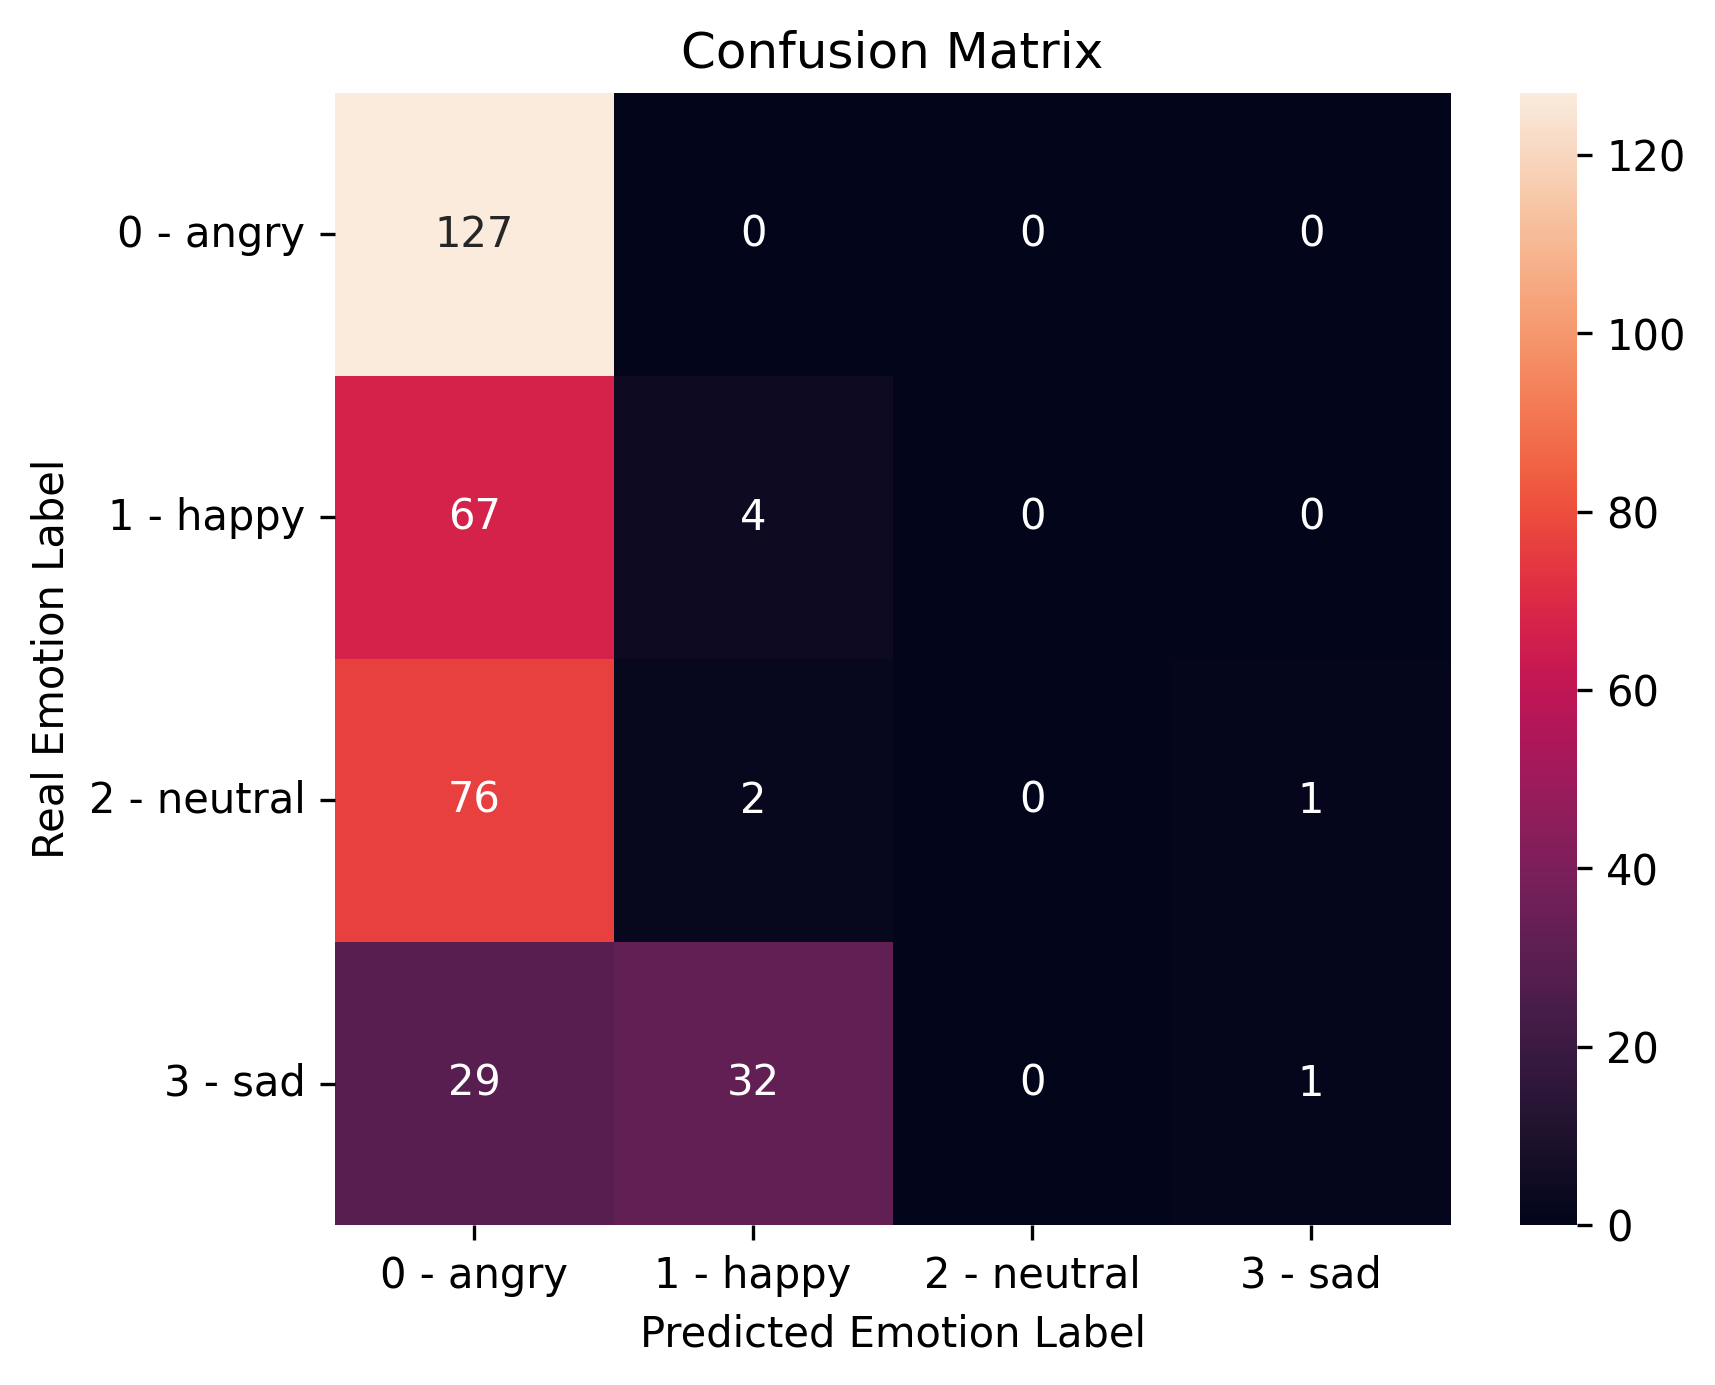 Confusion Matrix
0 - angry
1 - happy
2 - neutral
3 - sad
Real Emotion Label
127 0 0 0
67 4 0 0
76 2 0 1
29 32 0 1
0 - angry 1 - happy 2 - neutral 3 - sad
Predicted Emotion Label
120
100
80
60
40
20
0